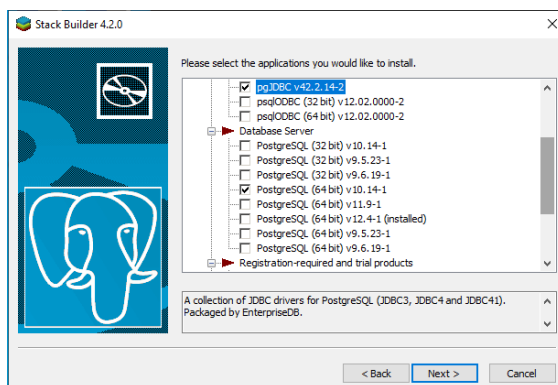 Stack Builder 4.2.0
Please select the applications you would like to install.
pgJDBC v42.2.14-2
psqlODBC (32 bit) v12.02.0000-2
psqlODBC (64 bit) v12.02.0000-2
Database Server
PostgreSQL (32 bit) v10.14-1
PostgreSQL (32 bit) v9.5.23-1
PostgreSQL (32 bit) v9.6.19-1
PostgreSQL (64 bit) v10.14-1
PostgreSQL (64 bit) v11.9-1
PostgreSQL (64 bit) v12.4-1 (installed)
PostgreSQL (64 bit) v9.5.23-1
PostgreSQL (64 bit) v9.6.19-1
Registration-required and trial products
A collection of JDBC drivers for PostgreSQL (JDBC3, JDBC4 and JDBC41).
Packaged by EnterpriseDB.
< Back Next > Cancel